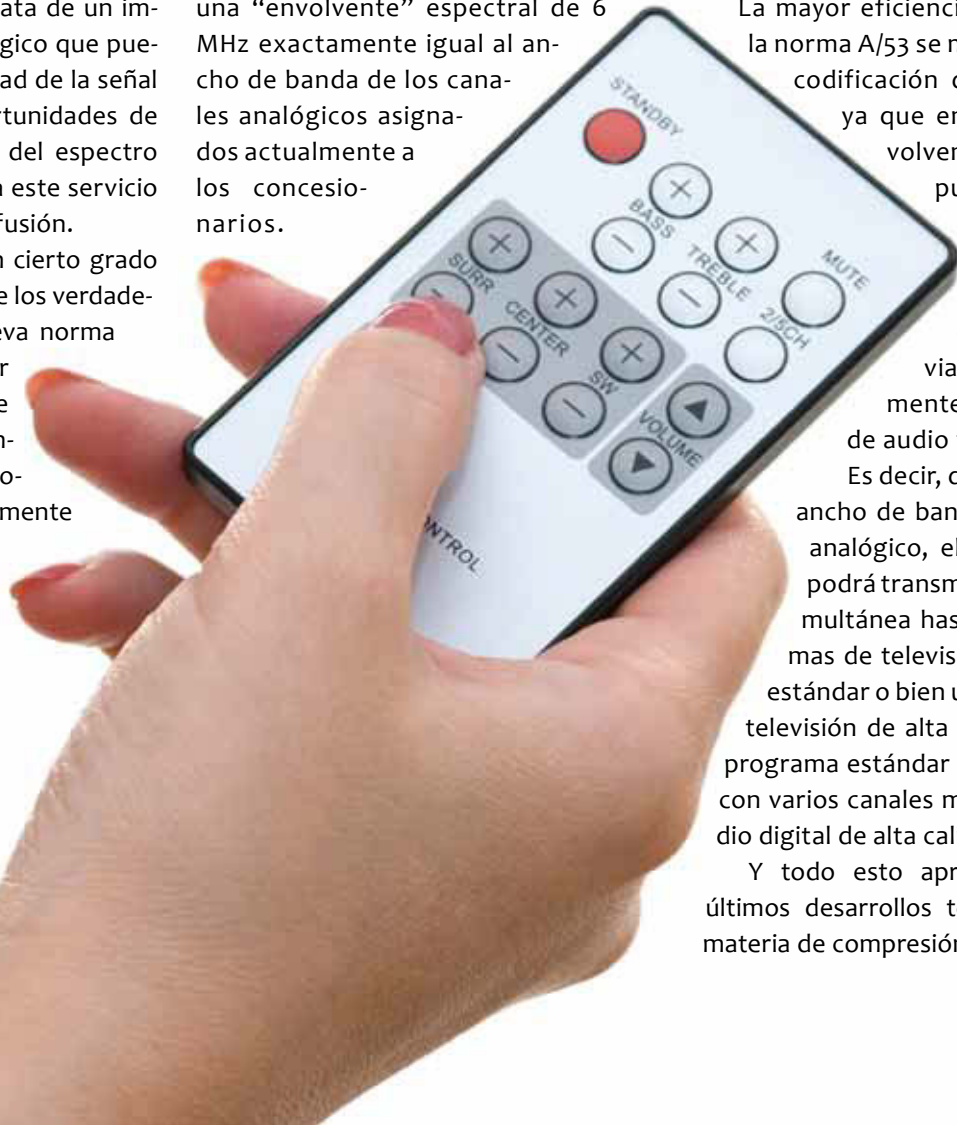 ata de un im-
gico que pue-
ad de la señal
rtunidades de
del espectro
a este servicio
fusión.
n cierto grado
e los verdade-
eva norma
r
e
n-
o-
mente
una “envolvente” espectral de 6
MHz exactamente igual al an-
cho de banda de los cana-
les analógicos asigna-
dos actualmente a
los concesio-
narios.
La mayor eficienci
la norma A/53 se
codificación
ya que en
volven
pu
via
mente
de audio
Es decir,
ancho de ban
analógico, el
podrá transm
multánea has
mas de televis
estándar o bien u
televisión de alta
programa estándar
con varios canales m
dio digital de alta cal
Y todo esto apr
últimos desarrollos t
materia de compresión
STANDBY
BASS
TREBLE
MUTE
2/5CH
SURR
CENTER
SW
VOLUME
NTROL